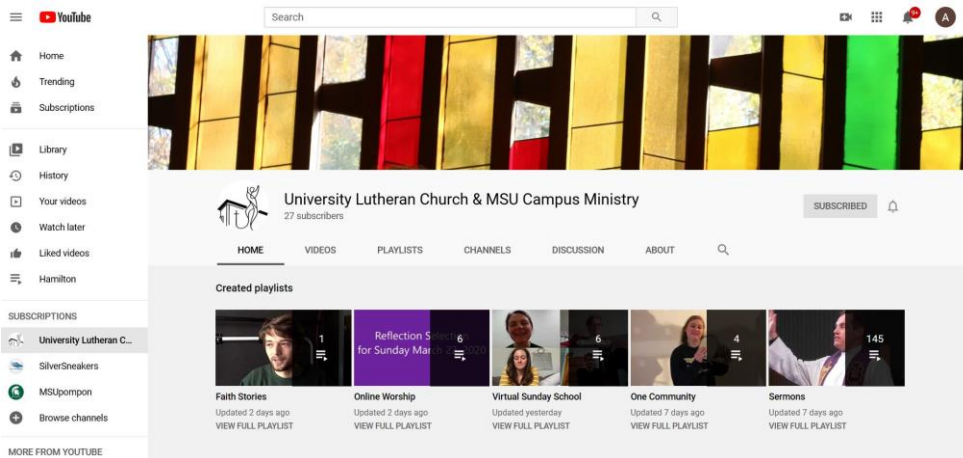 YouTube
Search
9+
A
Home
Trending
Subscriptions
Library
History
Your videos
Watch later
Liked videos
Hamilton
SUBSCRIPTIONS
University Lutheran C...
SilverSneakers
MSUpompon
Browse channels
MORE FROM YOUTUBE
University Lutheran Church & MSU Campus Ministry
27 subscribers
SUBSCRIBED
HOME VIDEOS PLAYLISTS CHANNELS DISCUSSION ABOUT
Created playlists
1
Reflection Selection
for Sunday March 2020
6
6
4
145
Faith Stories
Updated 2 days ago
VIEW FULL PLAYLIST
Online Worship
Updated 2 days ago
VIEW FULL PLAYLIST
Virtual Sunday School
Updated yesterday
VIEW FULL PLAYLIST
One Community
Updated 7 days ago
VIEW FULL PLAYLIST
Sermons
Updated 7 days ago
VIEW FULL PLAYLIST